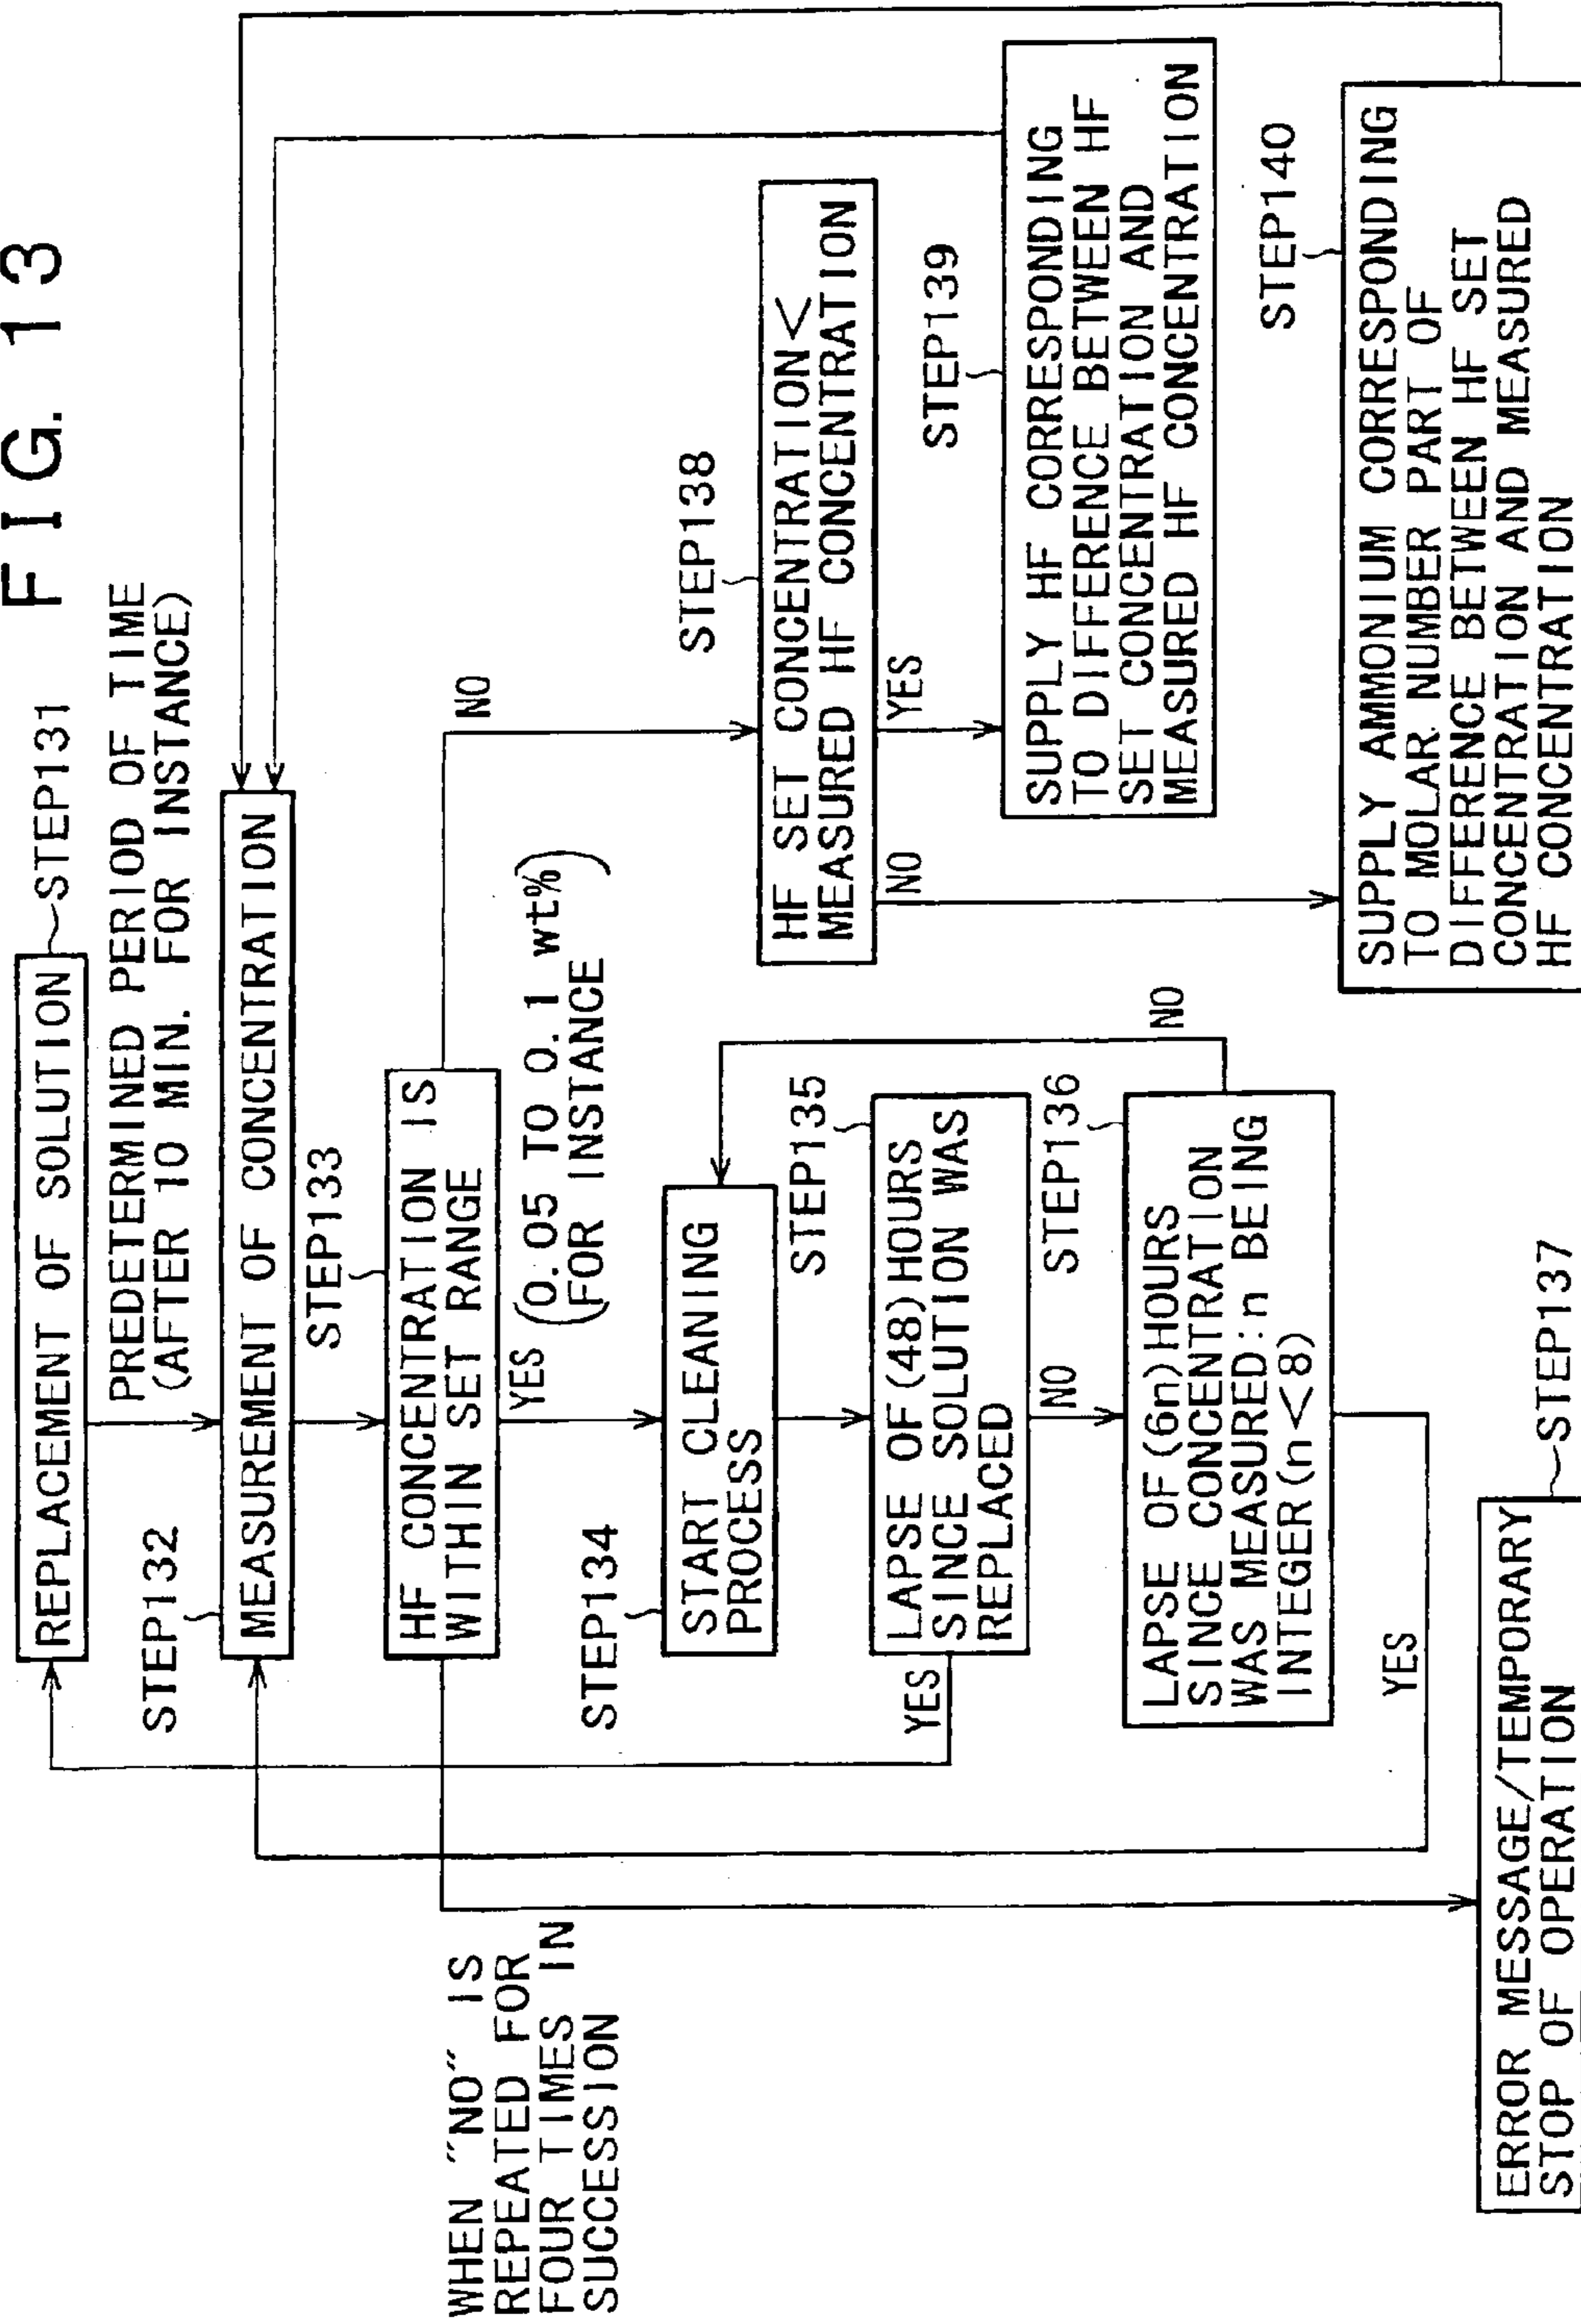 FIG. 13
REPLACEMENT OF SOLUTION
STEP131
PREDETERMINED PERIOD OF TIME
(AFTER 10 MIN. FOR INSTANCE)
STEP132
MEASUREMENT OF CONCENTRATION
STEP133
HF CONCENTRATION IS
WITHIN SET RANGE
NO
YES
(0.05 TO 0.1 wt%
FOR INSTANCE)
WHEN "NO" IS
REPEATED FOR
FOUR TIMES IN
SUCCESSION
STEP134
START CLEANING
PROCESS
STEP135
LAPSE OF (48) HOURS
SINCE SOLUTION WAS
REPLACED
YES
NO
STEP136
LAPSE OF (6n) HOURS
SINCE CONCENTRATION
WAS MEASURED:n BEING
INTEGER (n<8)
NO
YES
STEP137
ERROR MESSAGE/TEMPORARY
STOP OF OPERATION
STEP138
HF SET CONCENTRATION<
MEASURED HF CONCENTRATION
YES
NO
STEP139
SUPPLY HF CORRESPONDING
TO DIFFERENCE BETWEEN HF
SET CONCENTRATION AND
MEASURED HF CONCENTRATION
STEP140
SUPPLY AMMONIUM CORRESPONDING
TO MOLAR NUMBER PART OF
DIFFERENCE BETWEEN HF SET
CONCENTRATION AND MEASURED
HF CONCENTRATION